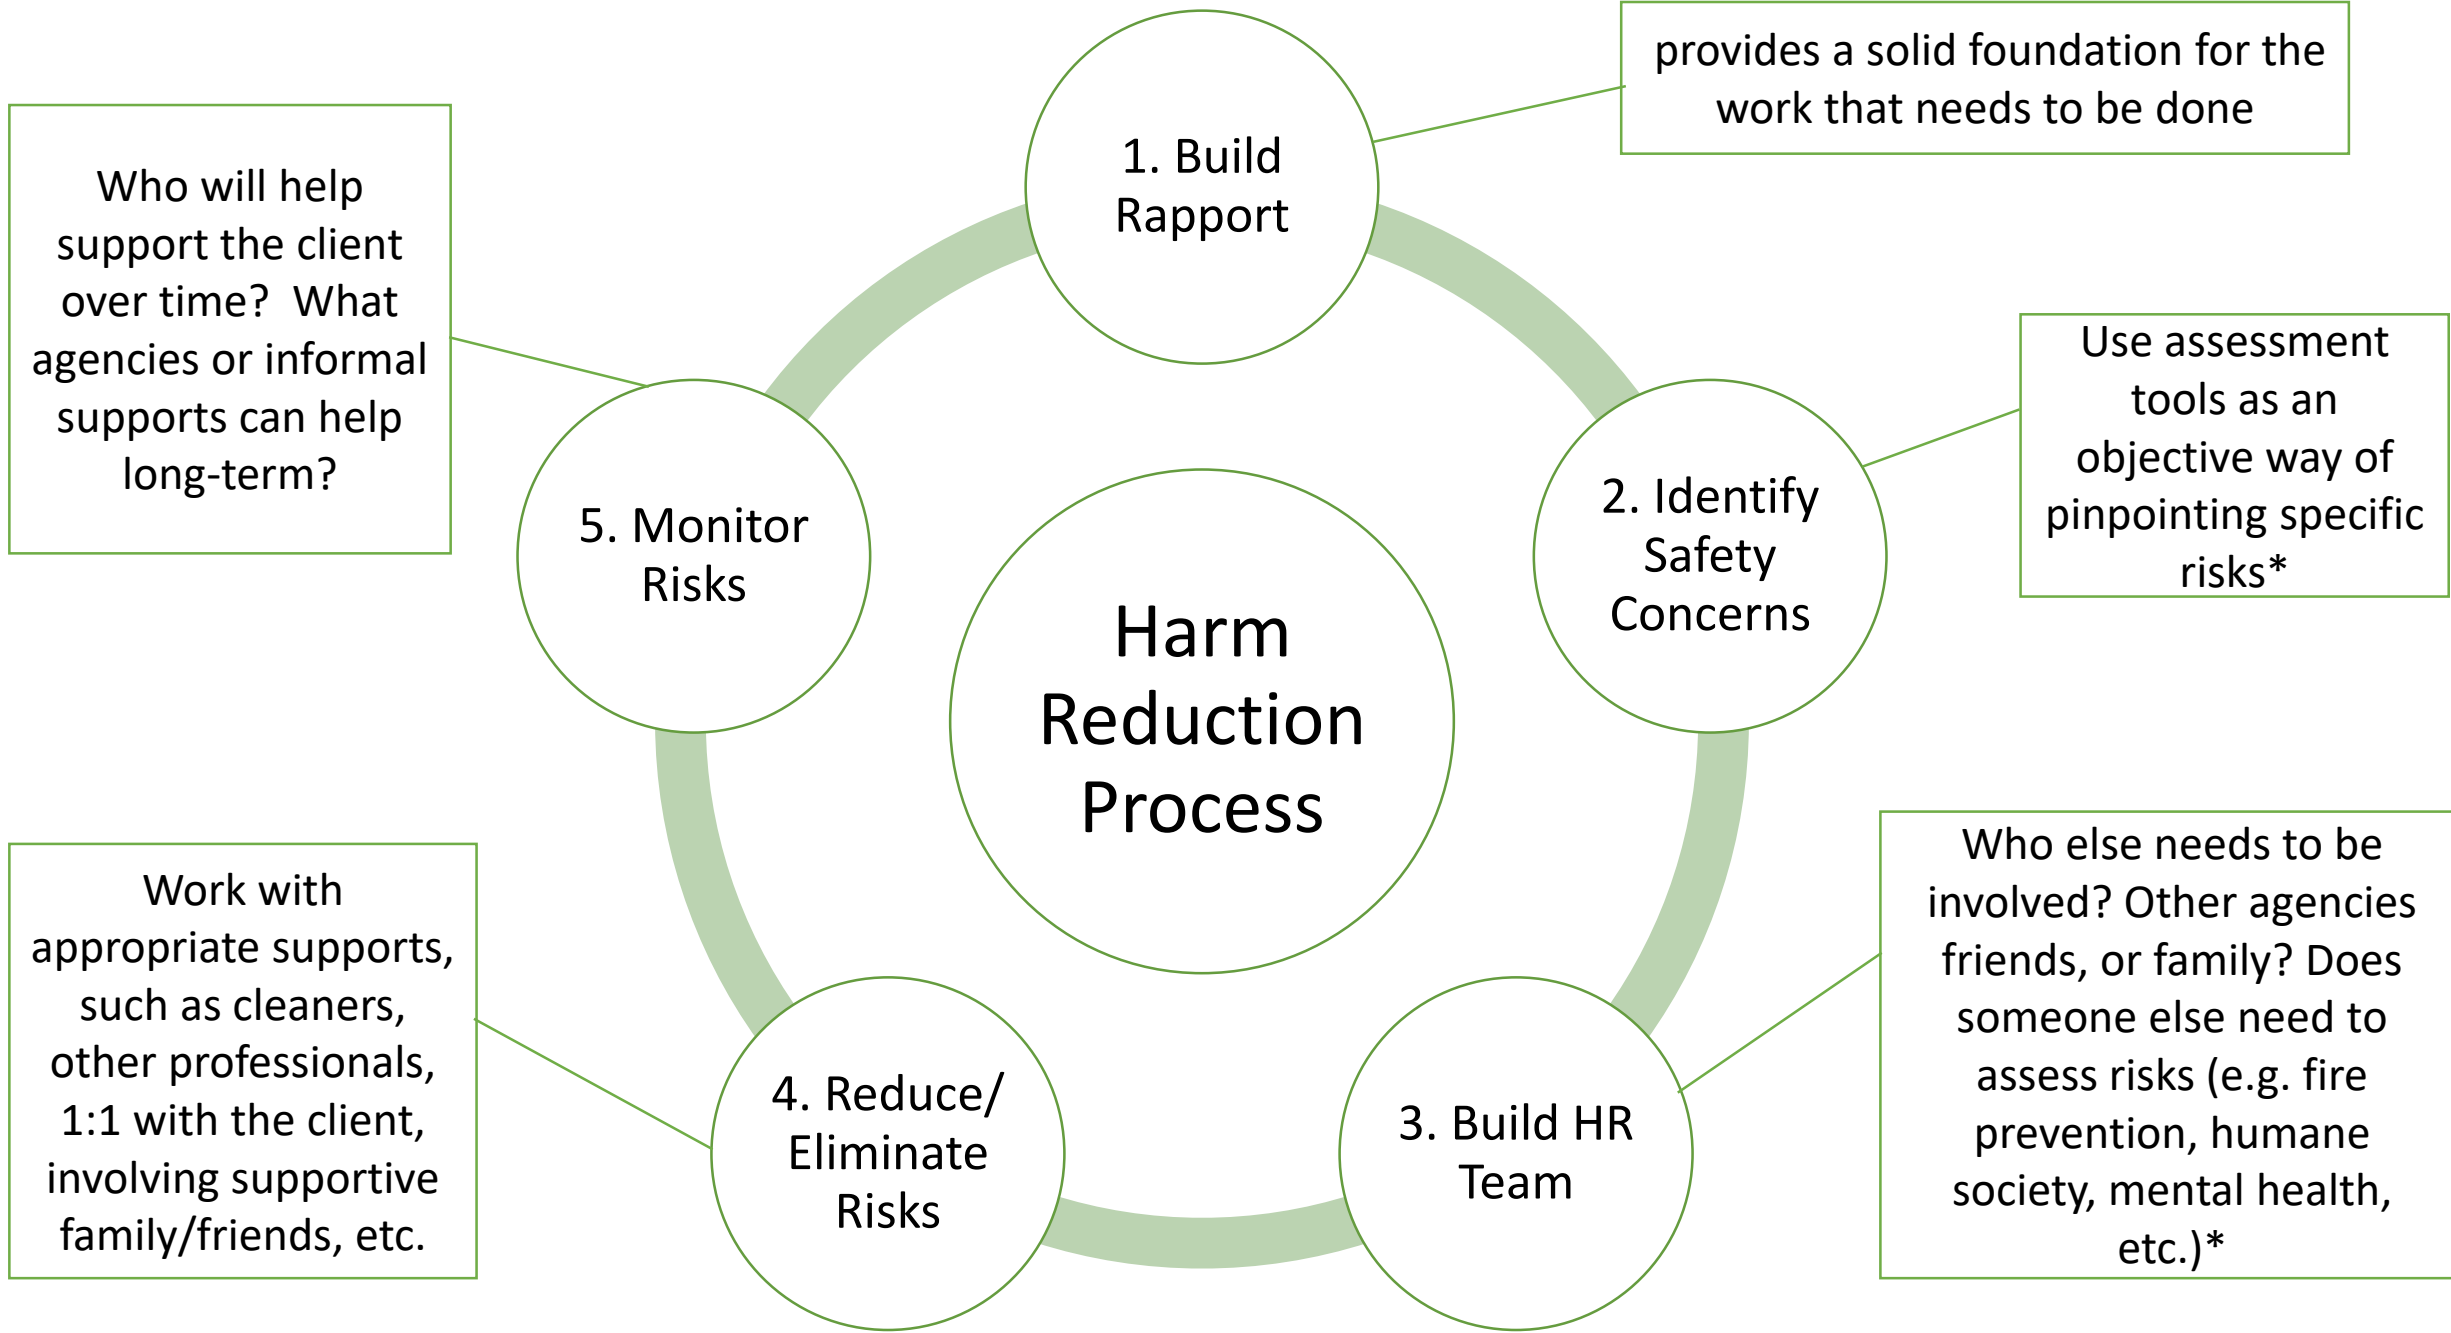 1. Build
Rapport
provides a solid foundation for the
work that needs to be done
2. Identify
Safety
Concerns
Use assessment
tools as an
objective way of
pinpointing specific
risks*
3. Build HR
Team
Who else needs to be
involved? Other agencies
friends, or family? Does
someone else need to
assess risks (e.g. fire
prevention, humane
society, mental health,
etc.)*
4. Reduce/
Eliminate
Risks
Work with
appropriate supports,
such as cleaners,
other professionals,
1:1 with the client,
involving supportive
family/friends, etc.
5. Monitor
Risks
Who will help
support the client
over time?  What
agencies or informal
supports can help
long-term?
Harm
Reduction
Process